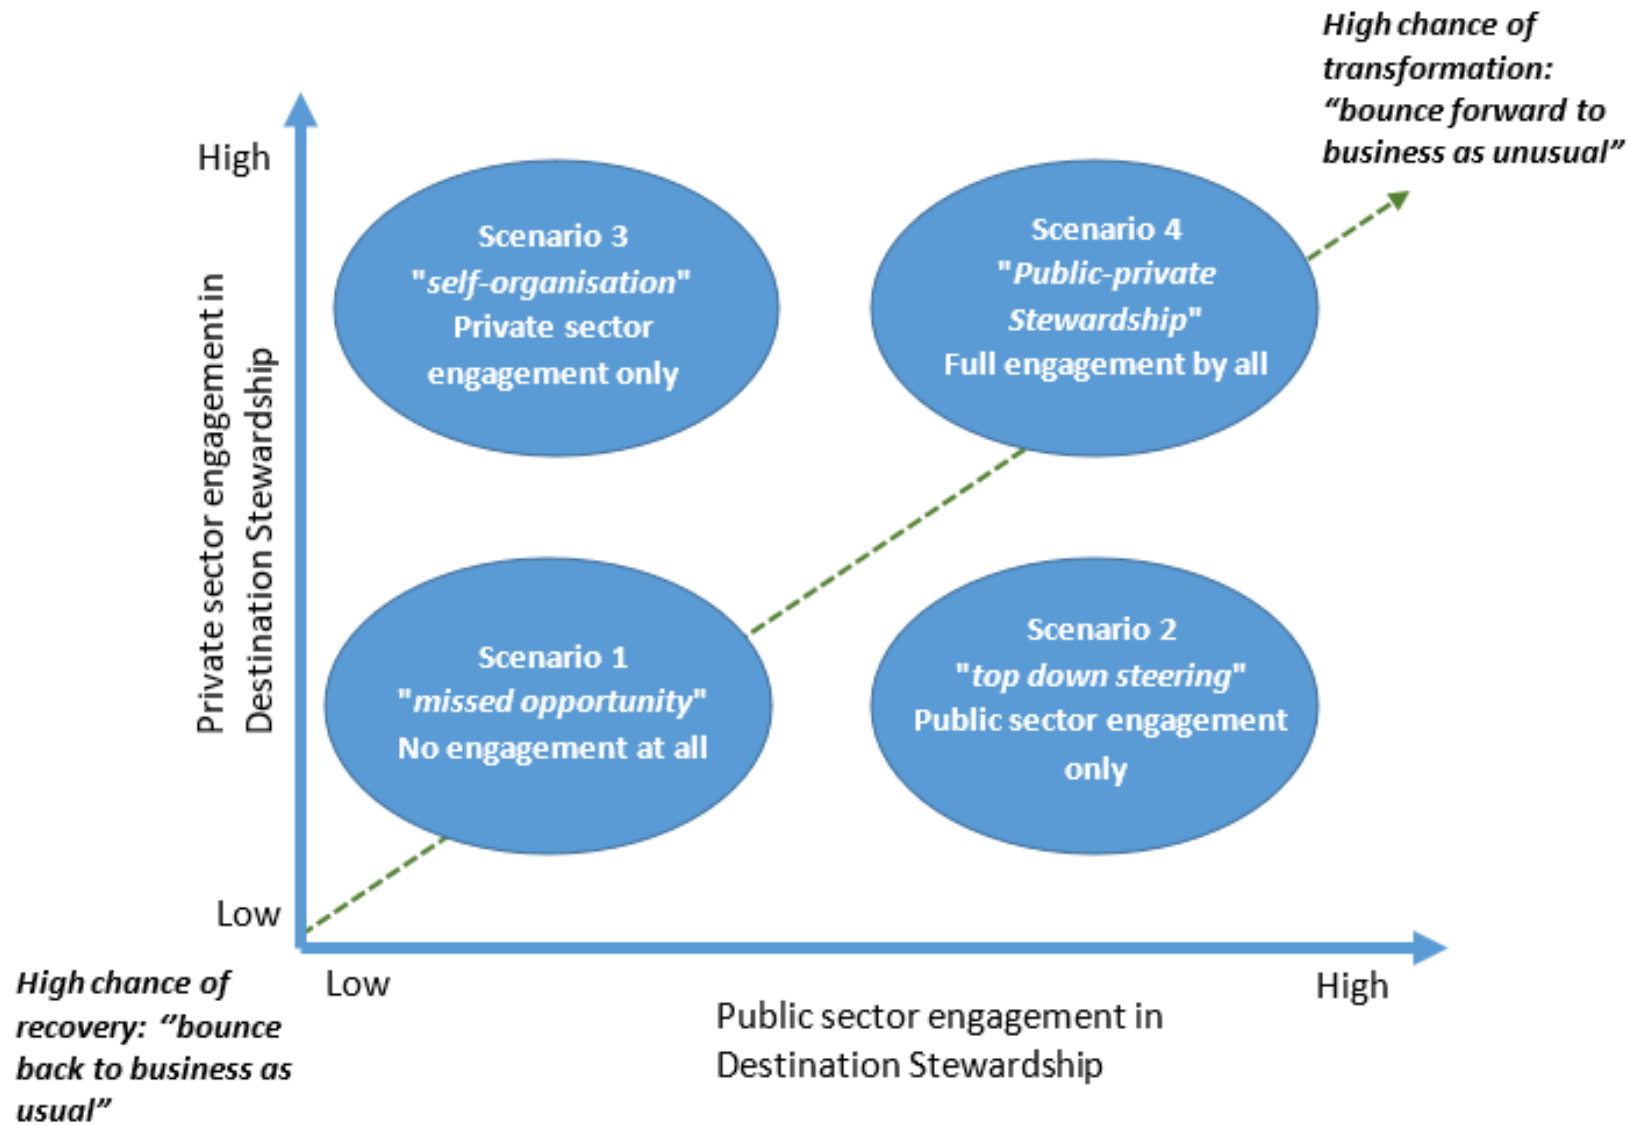 High chance of
transformation:
“bounce forward to
business as unusual”
High
Private sector engagement in
Destination Stewardship
Scenario 3
"self-organisation"
Private sector
engagement only
Scenario 4
"Public-private
Stewardship"
Full engagement by all
Scenario 1
"missed opportunity"
No engagement at all
Scenario 2
"top down steering"
Public sector engagement
only
Low
Low
High
Public sector engagement in
Destination Stewardship
High chance of
recovery: “bounce
back to business as
usual”